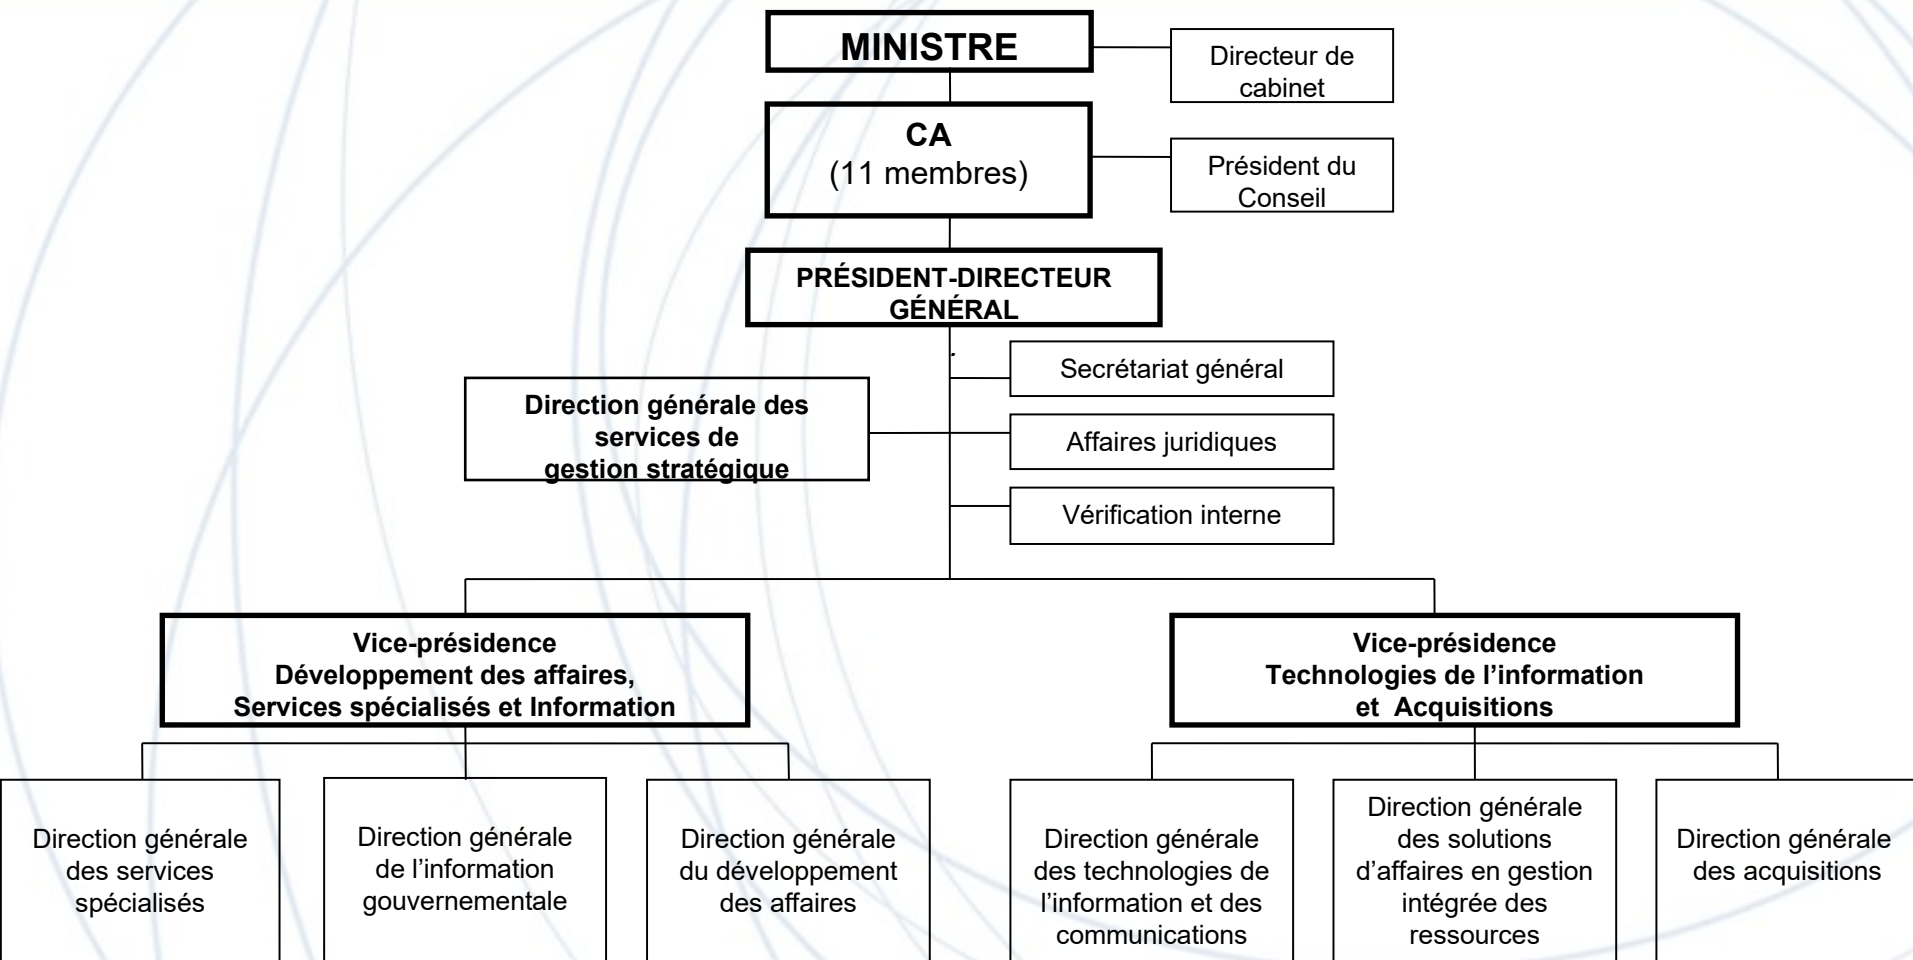 MINISTRE
Directeur de
cabinet
CA
(11 membres)
Président du
Conseil
PRÉSIDENT-DIRECTEUR
GÉNÉRAL
.
Secrétariat général
Direction générale des
services de
gestion stratégique
Affaires juridiques
Vérification interne
Vice-présidence
Développement des affaires,
Services spécialisés et Information
Vice-présidence
Technologies de l’information
et  Acquisitions
Direction générale
des services
spécialisés
Direction générale
de l’information
gouvernementale
Direction générale
du développement
des affaires
Direction générale
des technologies de
l’information et des
communications
Direction générale
des solutions
d’affaires en gestion
intégrée des
ressources
Direction générale
des acquisitions